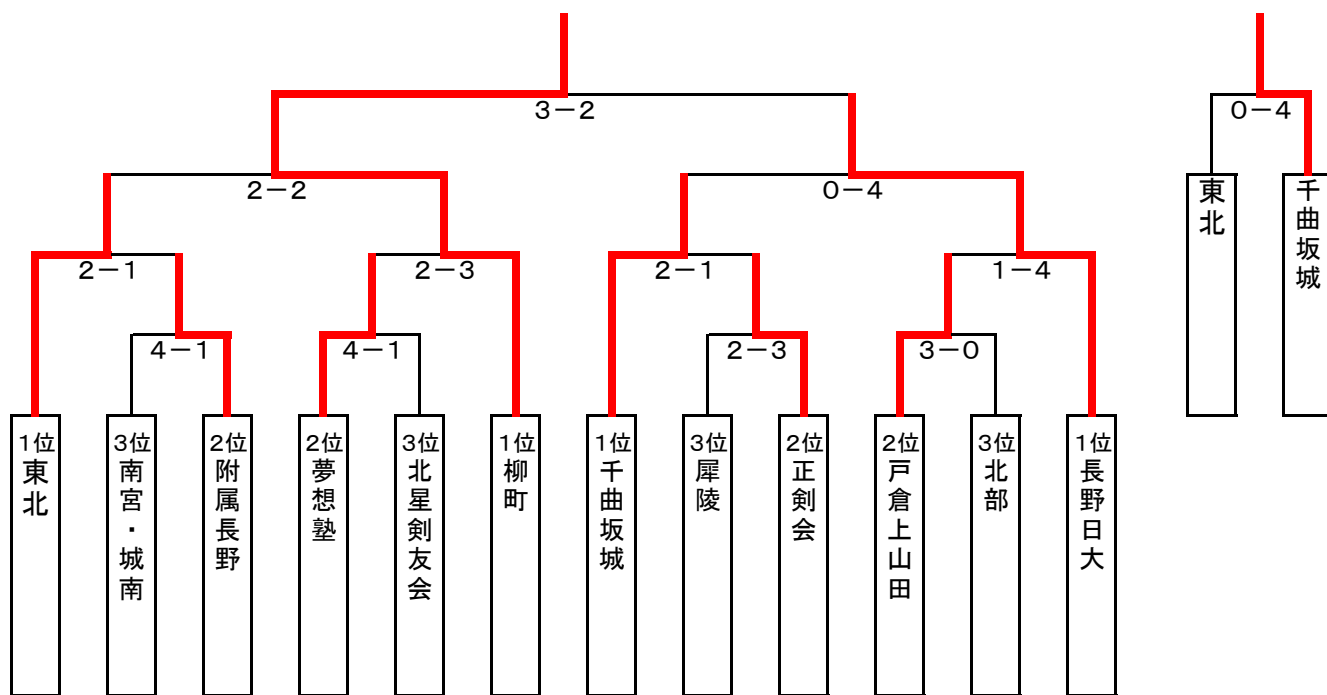 3－2
0－4
2－2
0－4
2－1
2－3
2－1
1－4
4－1
4－1
2－3
3－0
東北
千曲坂城
1位
東北
3位
南宮・城南
2位
附属長野
2位
夢想塾
3位
北星剣友会
1位
柳町
1位
千曲坂城
3位
犀陵
2位
正剣会
2位
戸倉上山田
3位
北部
1位
長野日大